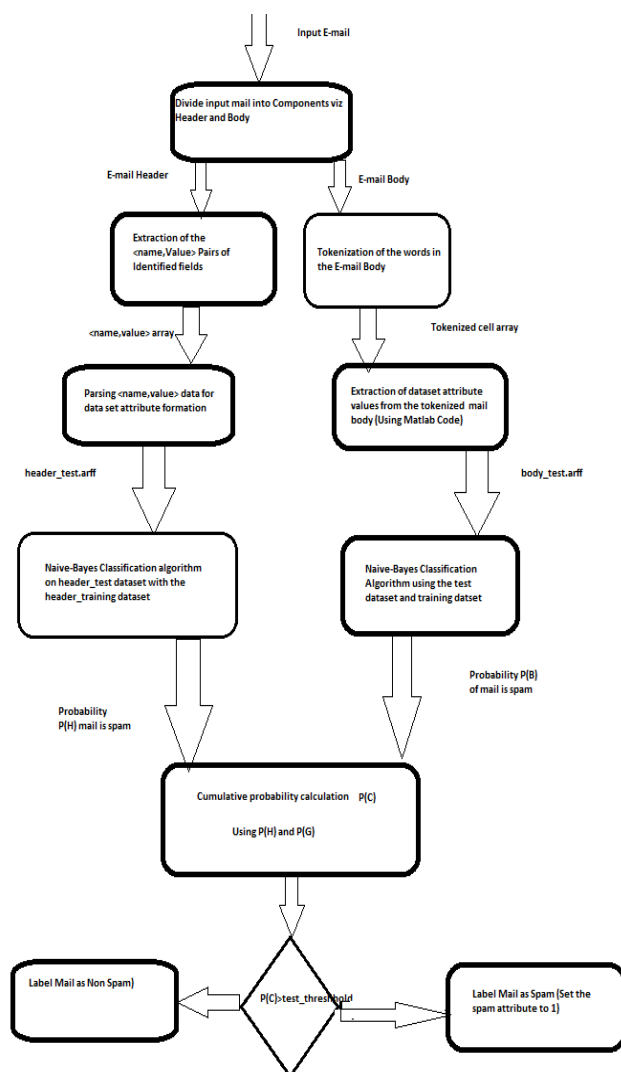 Input E-mail
Divide input mail into Components viz
Header and Body
E-mail Header
E-mail Body
Extraction of the
<name,Value> Pairs of
Identified fields
Tokenization of the words in
the E-mail Body
<name,value> array
Tokenized cell array
Parsing <name,value> data for
data set attribute formation
Extraction of dataset attribute
values from the tokenized mail
body (Using Matlab Code)
header_test.arff
body_test.arff
Naive-Bayes Classification algorithm
on header_test dataset with the
header_training dataset
Naive-Bayes Classification
Algorithm using the test
dataset and training datset
Probability
P(H) mail is spam
Probability P(B)
of mail is spam
Cumulative probability calculation P(C)
Using P(H) and P(G)
Label Mail as Non Spam)
P(C)>test_threshhold
Label Mail as Spam (Set the
spam attribute to 1)